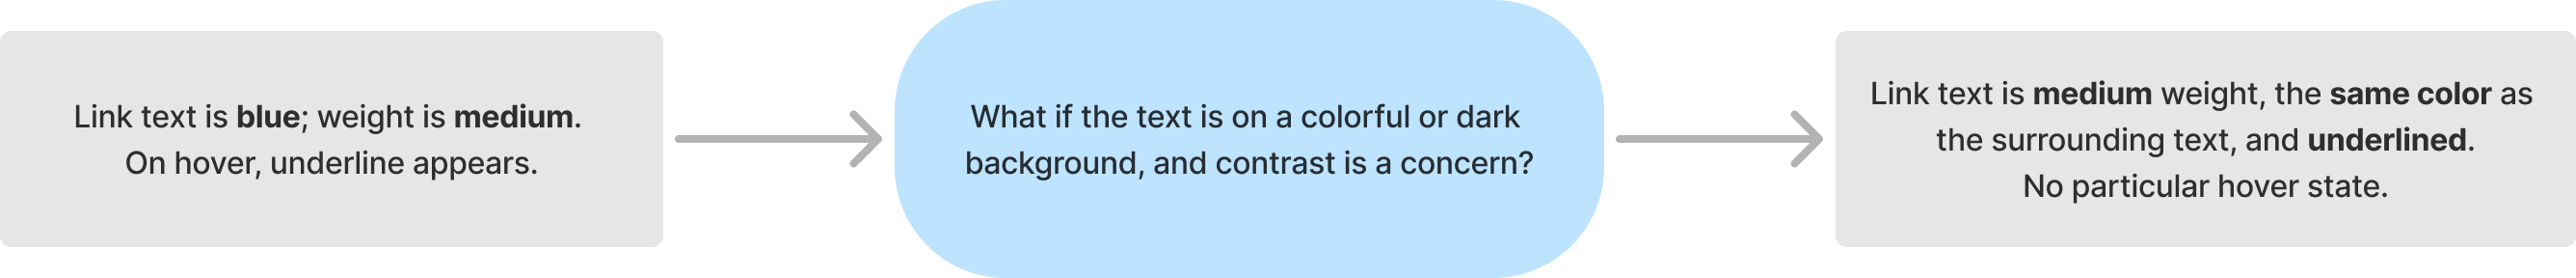 Link text is blue; weight is medium.
On hover, underline appears.
What if the text is on a colorful or dark
background, and contrast is a concern?
Link text is medium weight, the same color as
the surrounding text, and underlined.
No particular hover state.